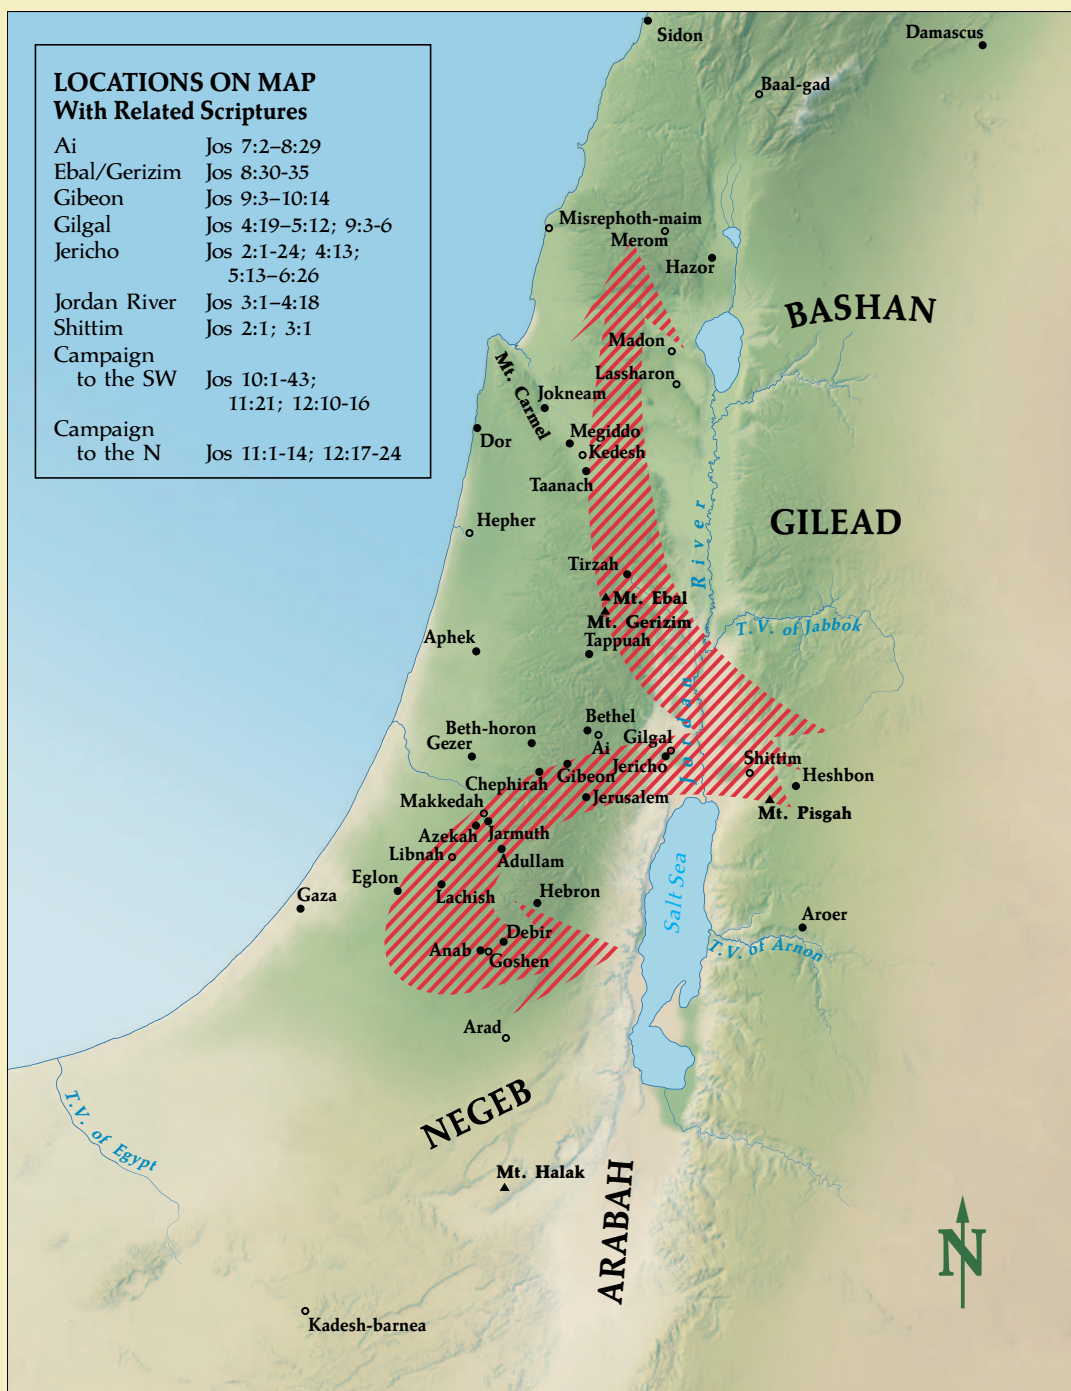 LOCATIONS ON MAP
With Related Scriptures
Ai Jos 7:2–8:29
Ebal/Gerizim Jos 8:30-35
Gibeon Jos 9:3–10:14
Gilgal Jos 4:19–5:12; 9:3-6
Jericho Jos 2:1-24; 4:13;
5:13–6:26
Jordan River Jos 3:1–4:18
Shittim Jos 2:1; 3:1
Campaign
to the SW Jos 10:1-43;
11:21; 12:10-16
Campaign
to the N Jos 11:1-14; 12:17-24
Sidon
Damascus
Baal-gad
Misrephoth-maim
Merom
Hazor
BASHAN
Madon
Lassharon
Mt. Carmel
Jokneam
Dor
Megiddo
Kedesh
Taanach
Hepher
GILEAD
Jordan River
Tirzah
Mt. Ebal
Mt. Gerizim
T.V. of Jabbok
Aphek
Tappuah
Bethel
Beth-horon
Ai
Gilgal
Gezer
Jericho
Shittim
Gibeon
Heshbon
Chephirah
Jerusalem
Makkedah
Mt. Pisgah
Azekah
Jarmuth
Libnah
Adullam
Eglon
Lachish
Hebron
Gaza
Salt Sea
Aroer
Debir
Anab
Goshen
T.V. of Arnon
Arad
NEGEB
T.V. of Egypt
Mt. Halak
ARABAH
N
Kadesh-barnea